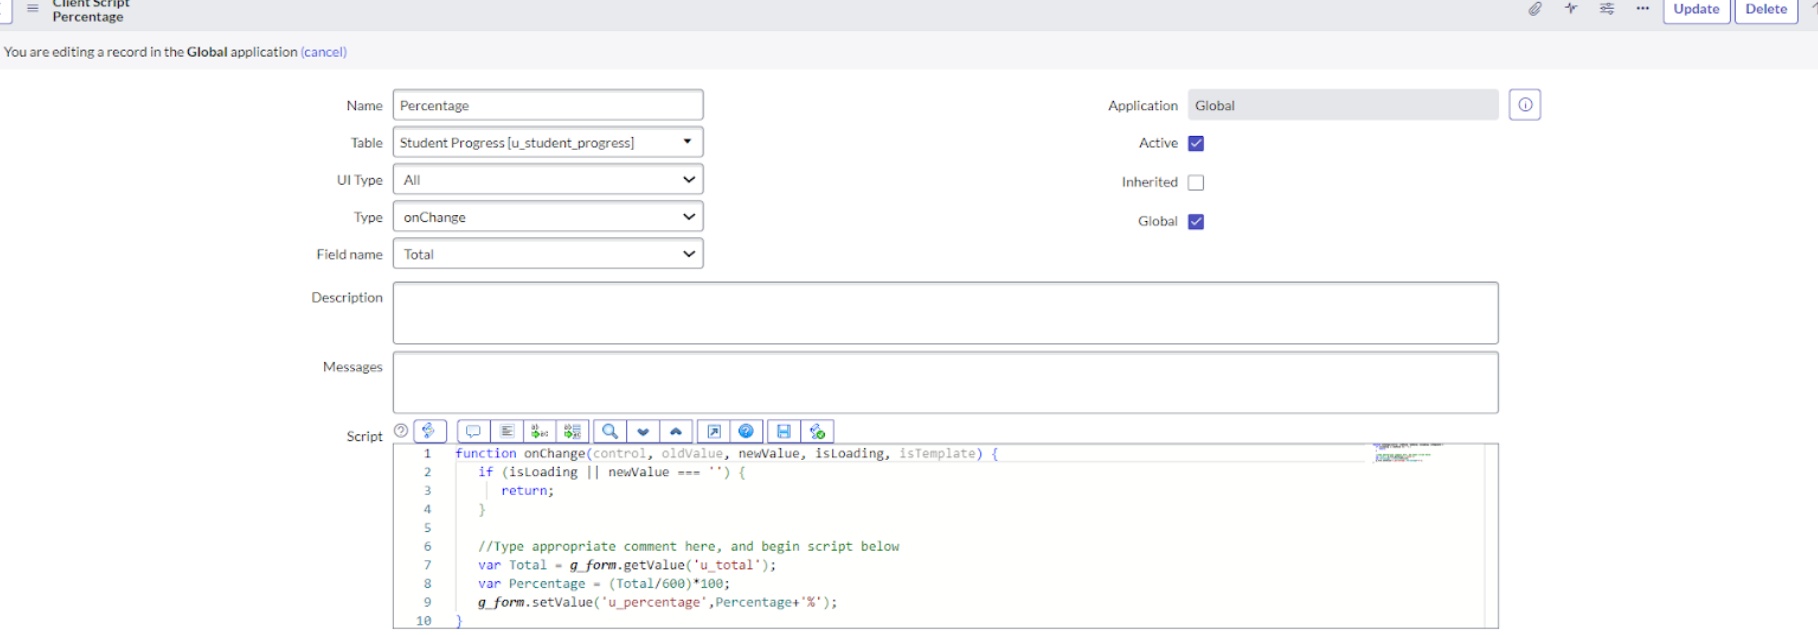 Client Script
Percentage
Update
Delete
You are editing a record in the Global application (cancel)
Name
Percentage
Application
Global
Table
Student Progress [u_student_progress]
Active
UI Type
All
Inherited
Type
onChange
Global
Field name
Total
Description
Messages
Script
1 function onChange(control, oldValue, newValue, isLoading, isTemplate) {
2 if (isLoading || newValue === '') {
3 return;
4 }
5
6 //Type appropriate comment here, and begin script below
7 var Total = g_form.getValue('u_total');
8 var Percentage = (Total/600)*100;
9 g_form.setValue('u_percentage',Percentage+'%');
10 }